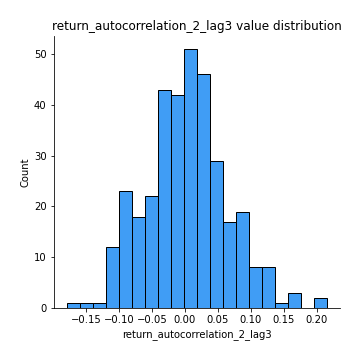 return_autocorrelation_2_lag3 value distribution
50
40
30
20
10
0
Count
−0.15 −0.10 −0.05 0.00 0.05 0.10 0.15 0.20
return_autocorrelation_2_lag3